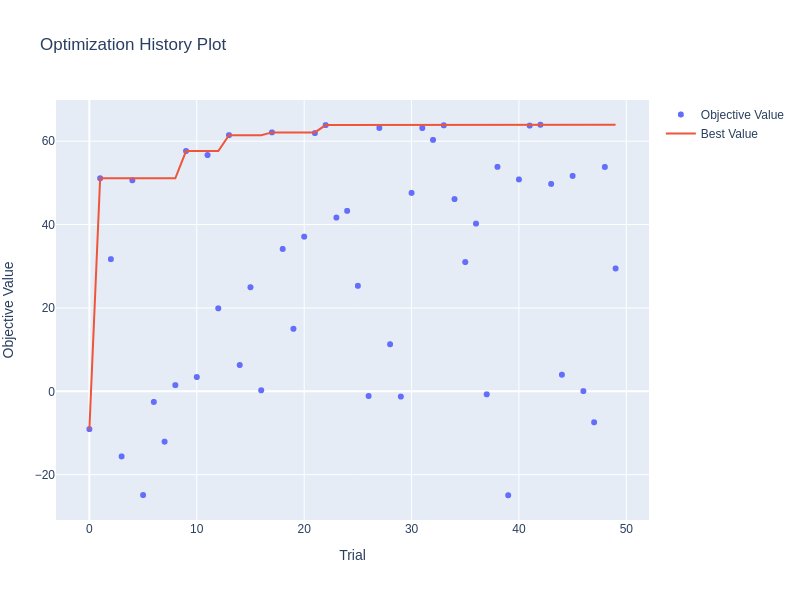 Optimization History Plot
Objective Value
Best Value
60
40
20
0
−20
0 10 20 30 40 50
Trial
Objective Value